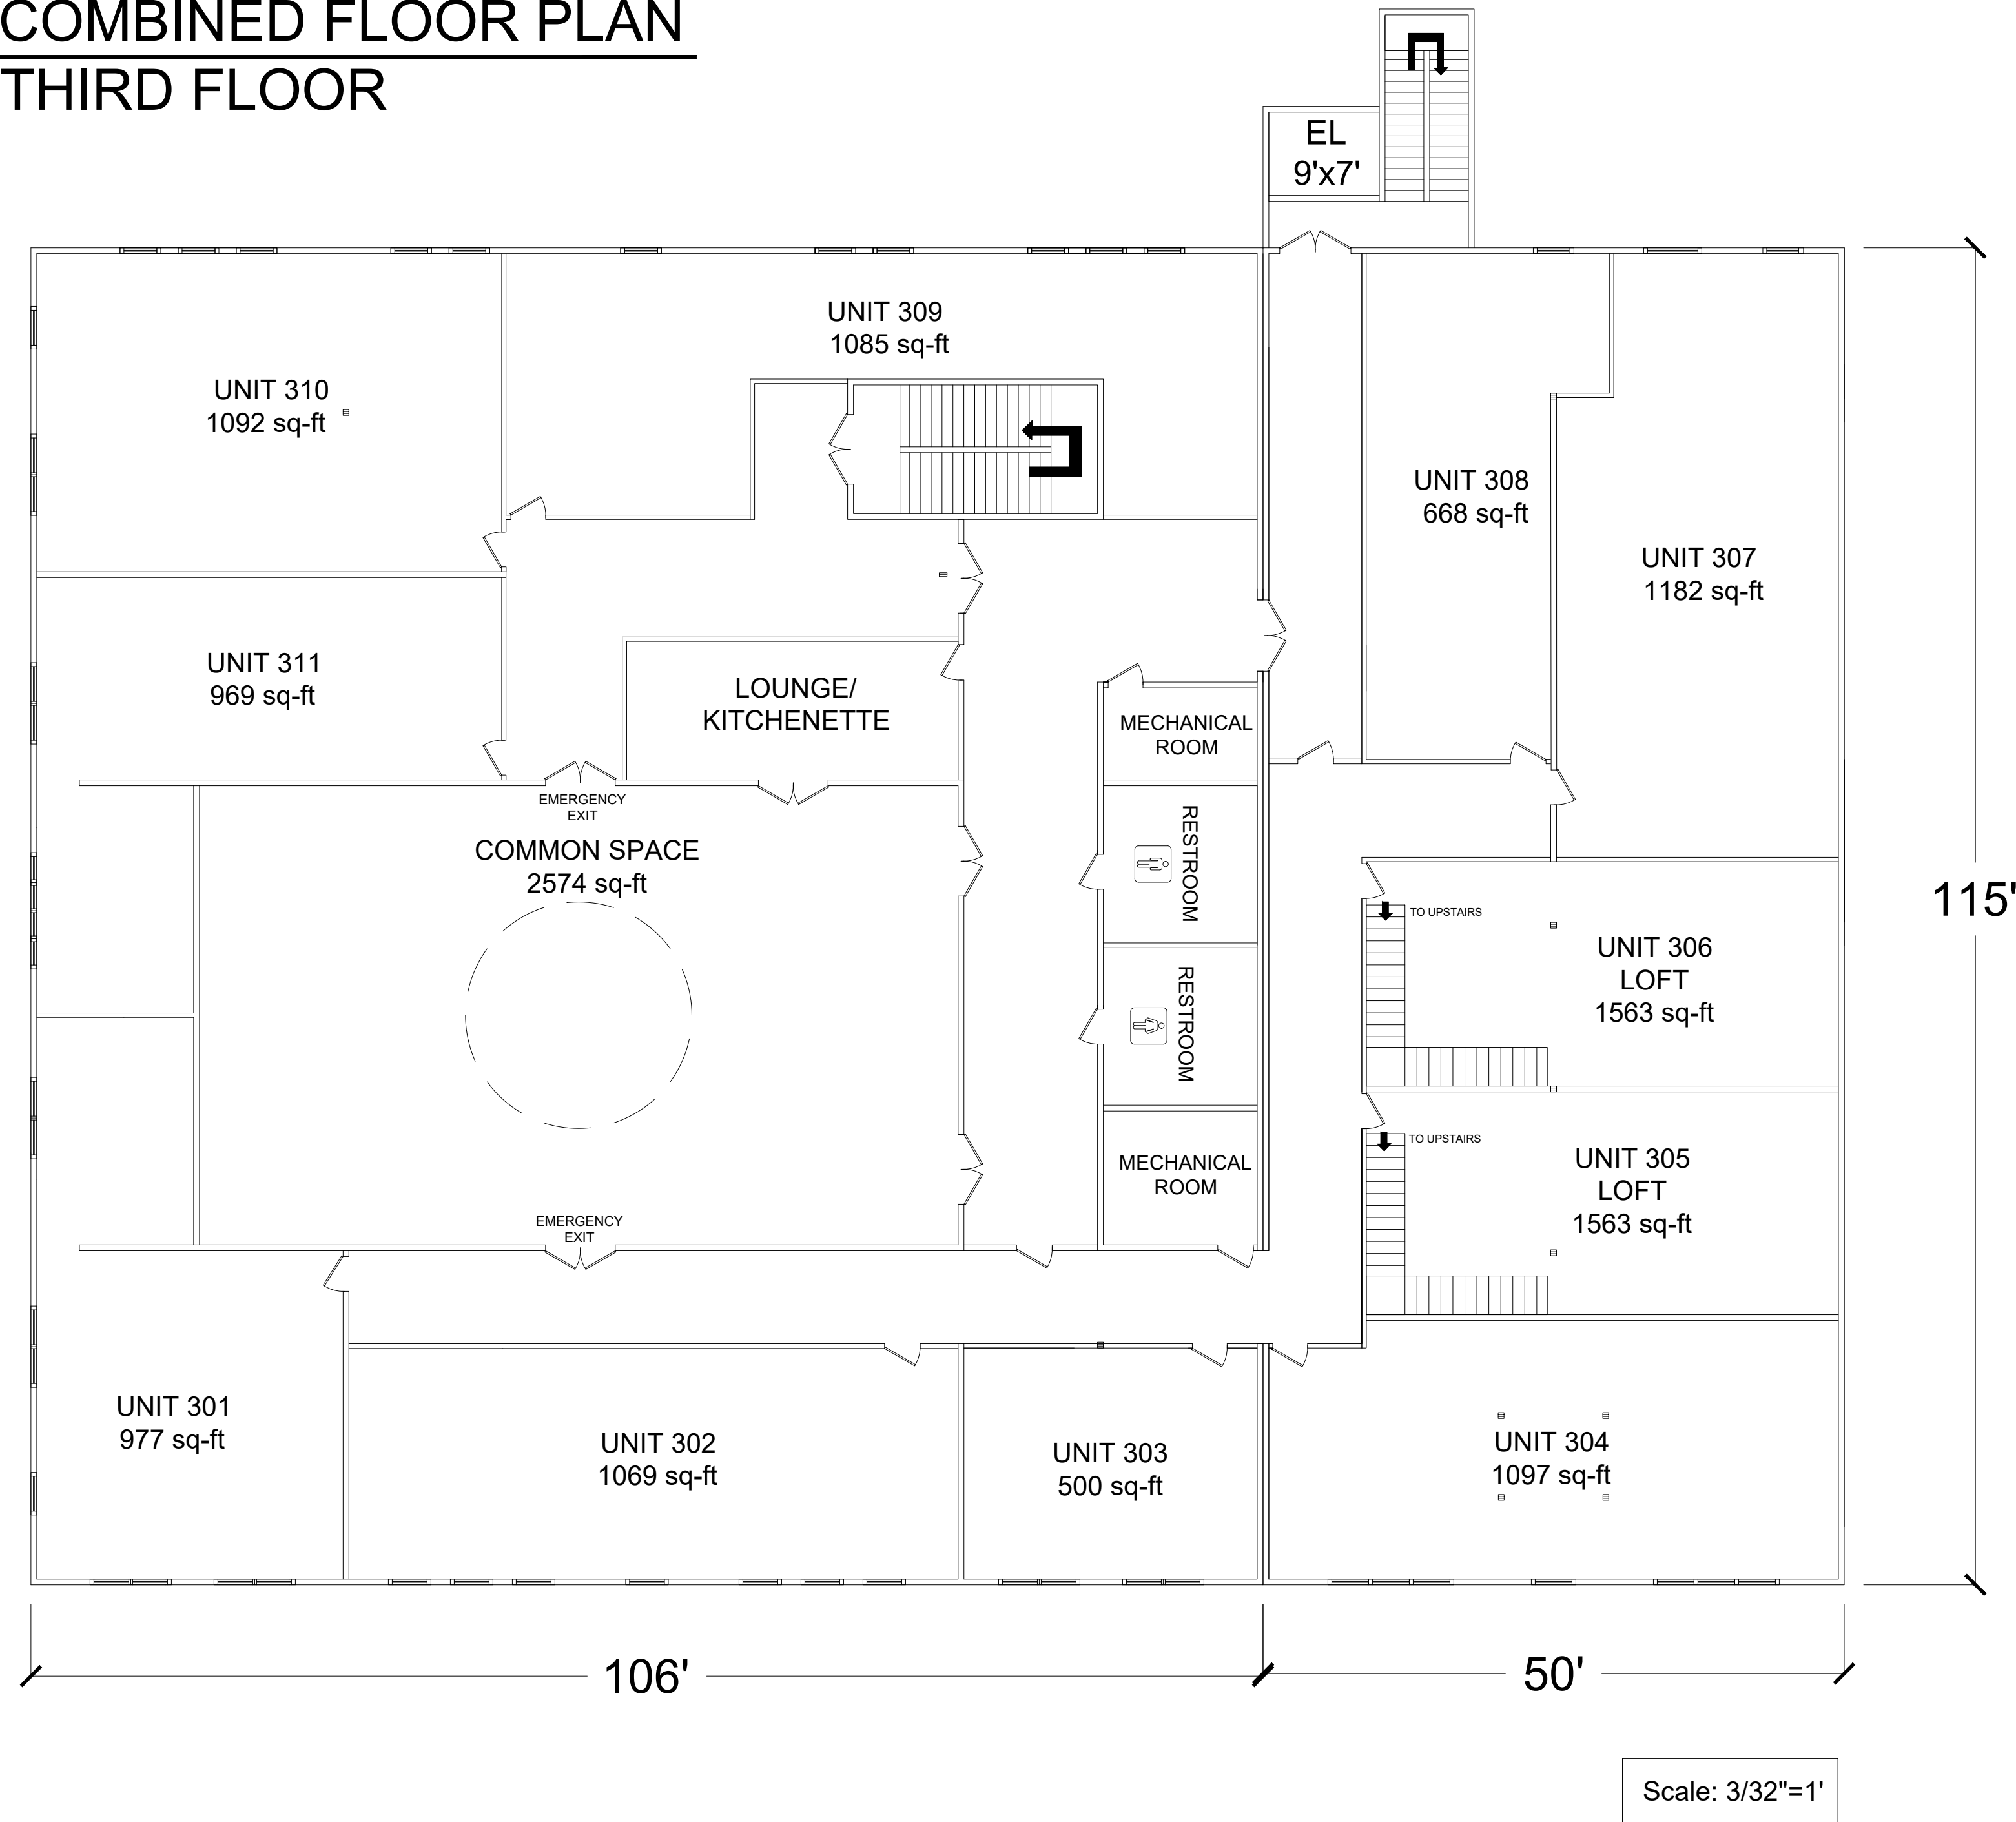 COMBINED FLOOR PLAN
THIRD FLOOR
EL
9'x7'
UNIT 309
1085 sq-ft
UNIT 310
1092 sq-ft
UNIT 308
668 sq-ft
UNIT 307
1182 sq-ft
UNIT 311
969 sq-ft
LOUNGE/
KITCHENETTE
MECHANICAL
ROOM
EMERGENCY
EXIT
COMMON SPACE
2574 sq-ft
RESTROOM
TO UPSTAIRS
UNIT 306
LOFT
1563 sq-ft
115'
RESTROOM
TO UPSTAIRS
UNIT 305
LOFT
1563 sq-ft
MECHANICAL
ROOM
EMERGENCY
EXIT
UNIT 301
977 sq-ft
UNIT 302
1069 sq-ft
UNIT 303
500 sq-ft
UNIT 304
1097 sq-ft
106'
50'
Scale: 3/32"=1'